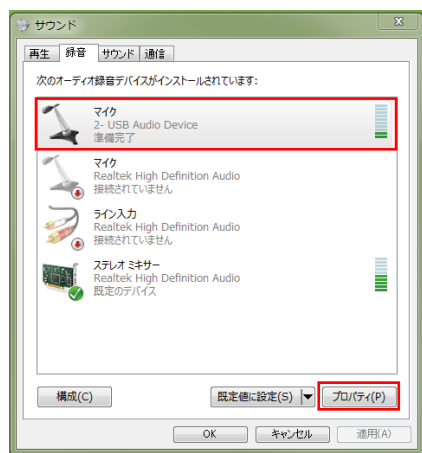 サウンド
再生 録音 サウンド 通信
次のオーディオ録音デバイスがインストールされています:
マイク
2- USB Audio Device
準備完了
マイク
Realtek High Definition Audio
接続されていません
ライン入力
Realtek High Definition Audio
接続されていません
ステレオ ミキサー
Realtek High Definition Audio
既定のデバイス
構成(C) 既定値に設定(S) プロパティ(P)
OK キャンセル 適用(A)